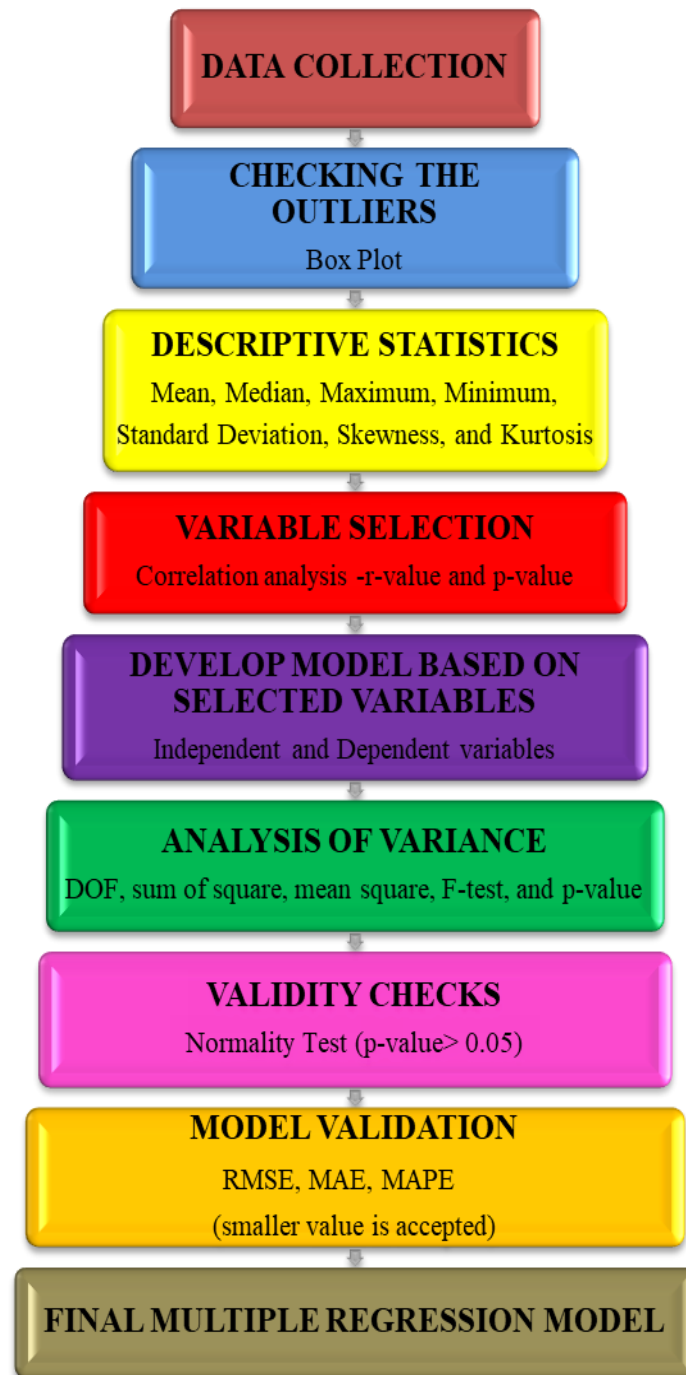 DATA COLLECTION
CHECKING THE
OUTLIERS
Box Plot
DESCRIPTIVE STATISTICS
Mean, Median, Maximum, Minimum,
Standard Deviation, Skewness, and Kurtosis
VARIABLE SELECTION
Correlation analysis -r-value and p-value
DEVELOP MODEL BASED ON
SELECTED VARIABLES
Independent and Dependent variables
ANALYSIS OF VARIANCE
DOF, sum of square, mean square, F-test, and p-value
VALIDITY CHECKS
Normality Test (p-value> 0.05)
MODEL VALIDATION
RMSE, MAE, MAPE
(smaller value is accepted)
FINAL MULTIPLE REGRESSION MODEL